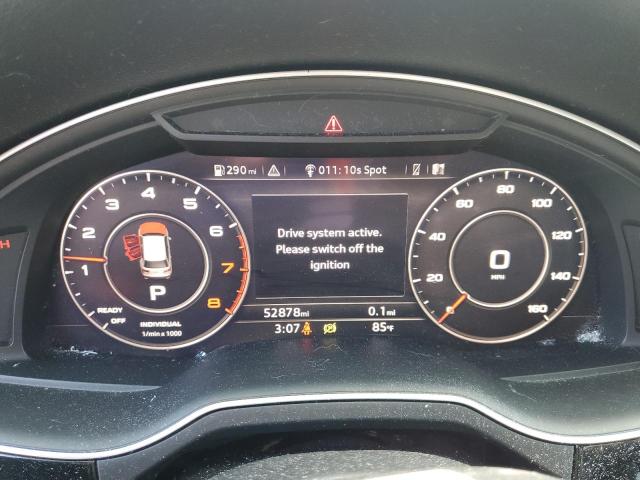 290 mi 011: 10s Spot
Drive system active.
Please switch off the
ignition
1 2 3 4 5 6 7 8
P
READY
OFF
INDIVIDUAL
1/min x 1000
20 40 60 80 100 120 140 160
0
MPH
52878mi 0.1 mi
3:07 85°F
H